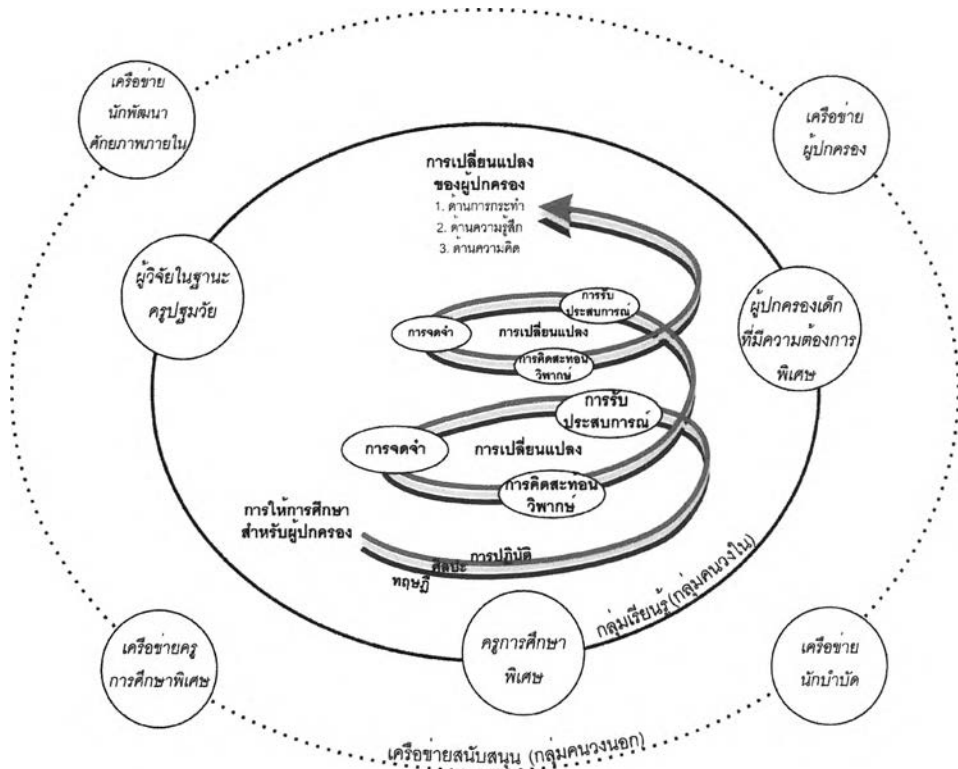 เครือข่าย
นักพัฒนา
ศักยภาพภายใน
เครือข่าย
ผู้ปกครอง
การเปลี่ยนแปลง
ของผู้ปกครอง
1. ด้านการกระทำ
2. ด้านความรู้สึก
3. ด้านความคิด
ผู้วิจัยในฐานะ
ครูปฐมวัย
ผู้ปกครองเด็ก
ที่มีความต้องการ
พิเศษ
การรับ
ประสบการณ์
การจดจำ
การเปลี่ยนแปลง
การคิดสะท้อน
วิพากษ์
การรับ
ประสบการณ์
การจดจำ
การเปลี่ยนแปลง
การคิดสะท้อน
วิพากษ์
การให้การศึกษา
สำหรับผู้ปกครอง
ทฤษฎี ศิลปะ การปฏิบัติ
กลุ่มเรียนรู้ (กลุ่มคนวงใน)
เครือข่ายครู
การศึกษาพิเศษ
ครูการศึกษา
พิเศษ
เครือข่าย
นักบำบัด
เครือข่ายสนับสนุน (กลุ่มคนวงนอก)